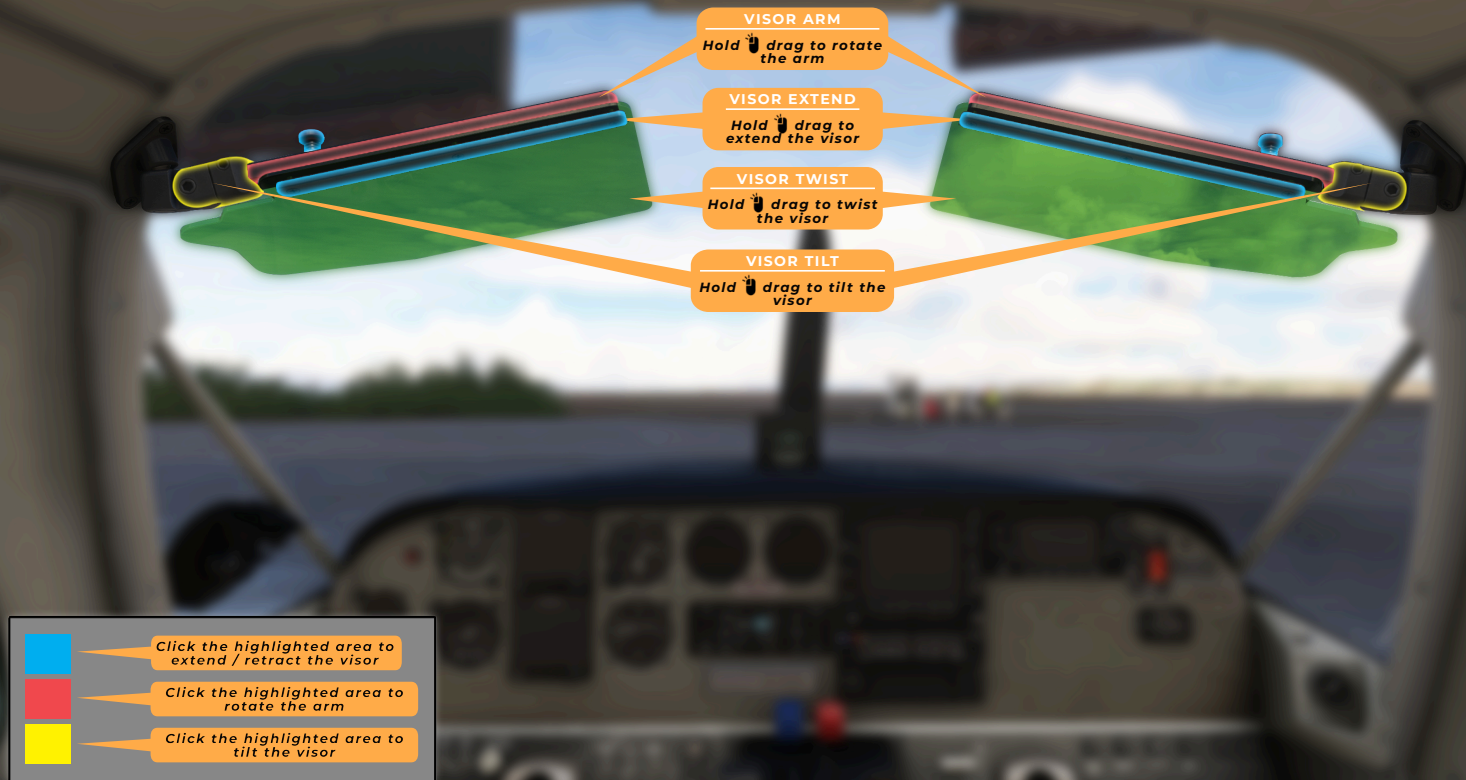 VISOR ARM
Hold drag to rotate
the arm
VISOR EXTEND
Hold drag to
extend the visor
VISOR TWIST
Hold drag to twist
the visor
VISOR TILT
Hold drag to tilt the
visor
Click the highlighted area to
extend / retract the visor
Click the highlighted area to
rotate the arm
Click the highlighted area to
tilt the visor